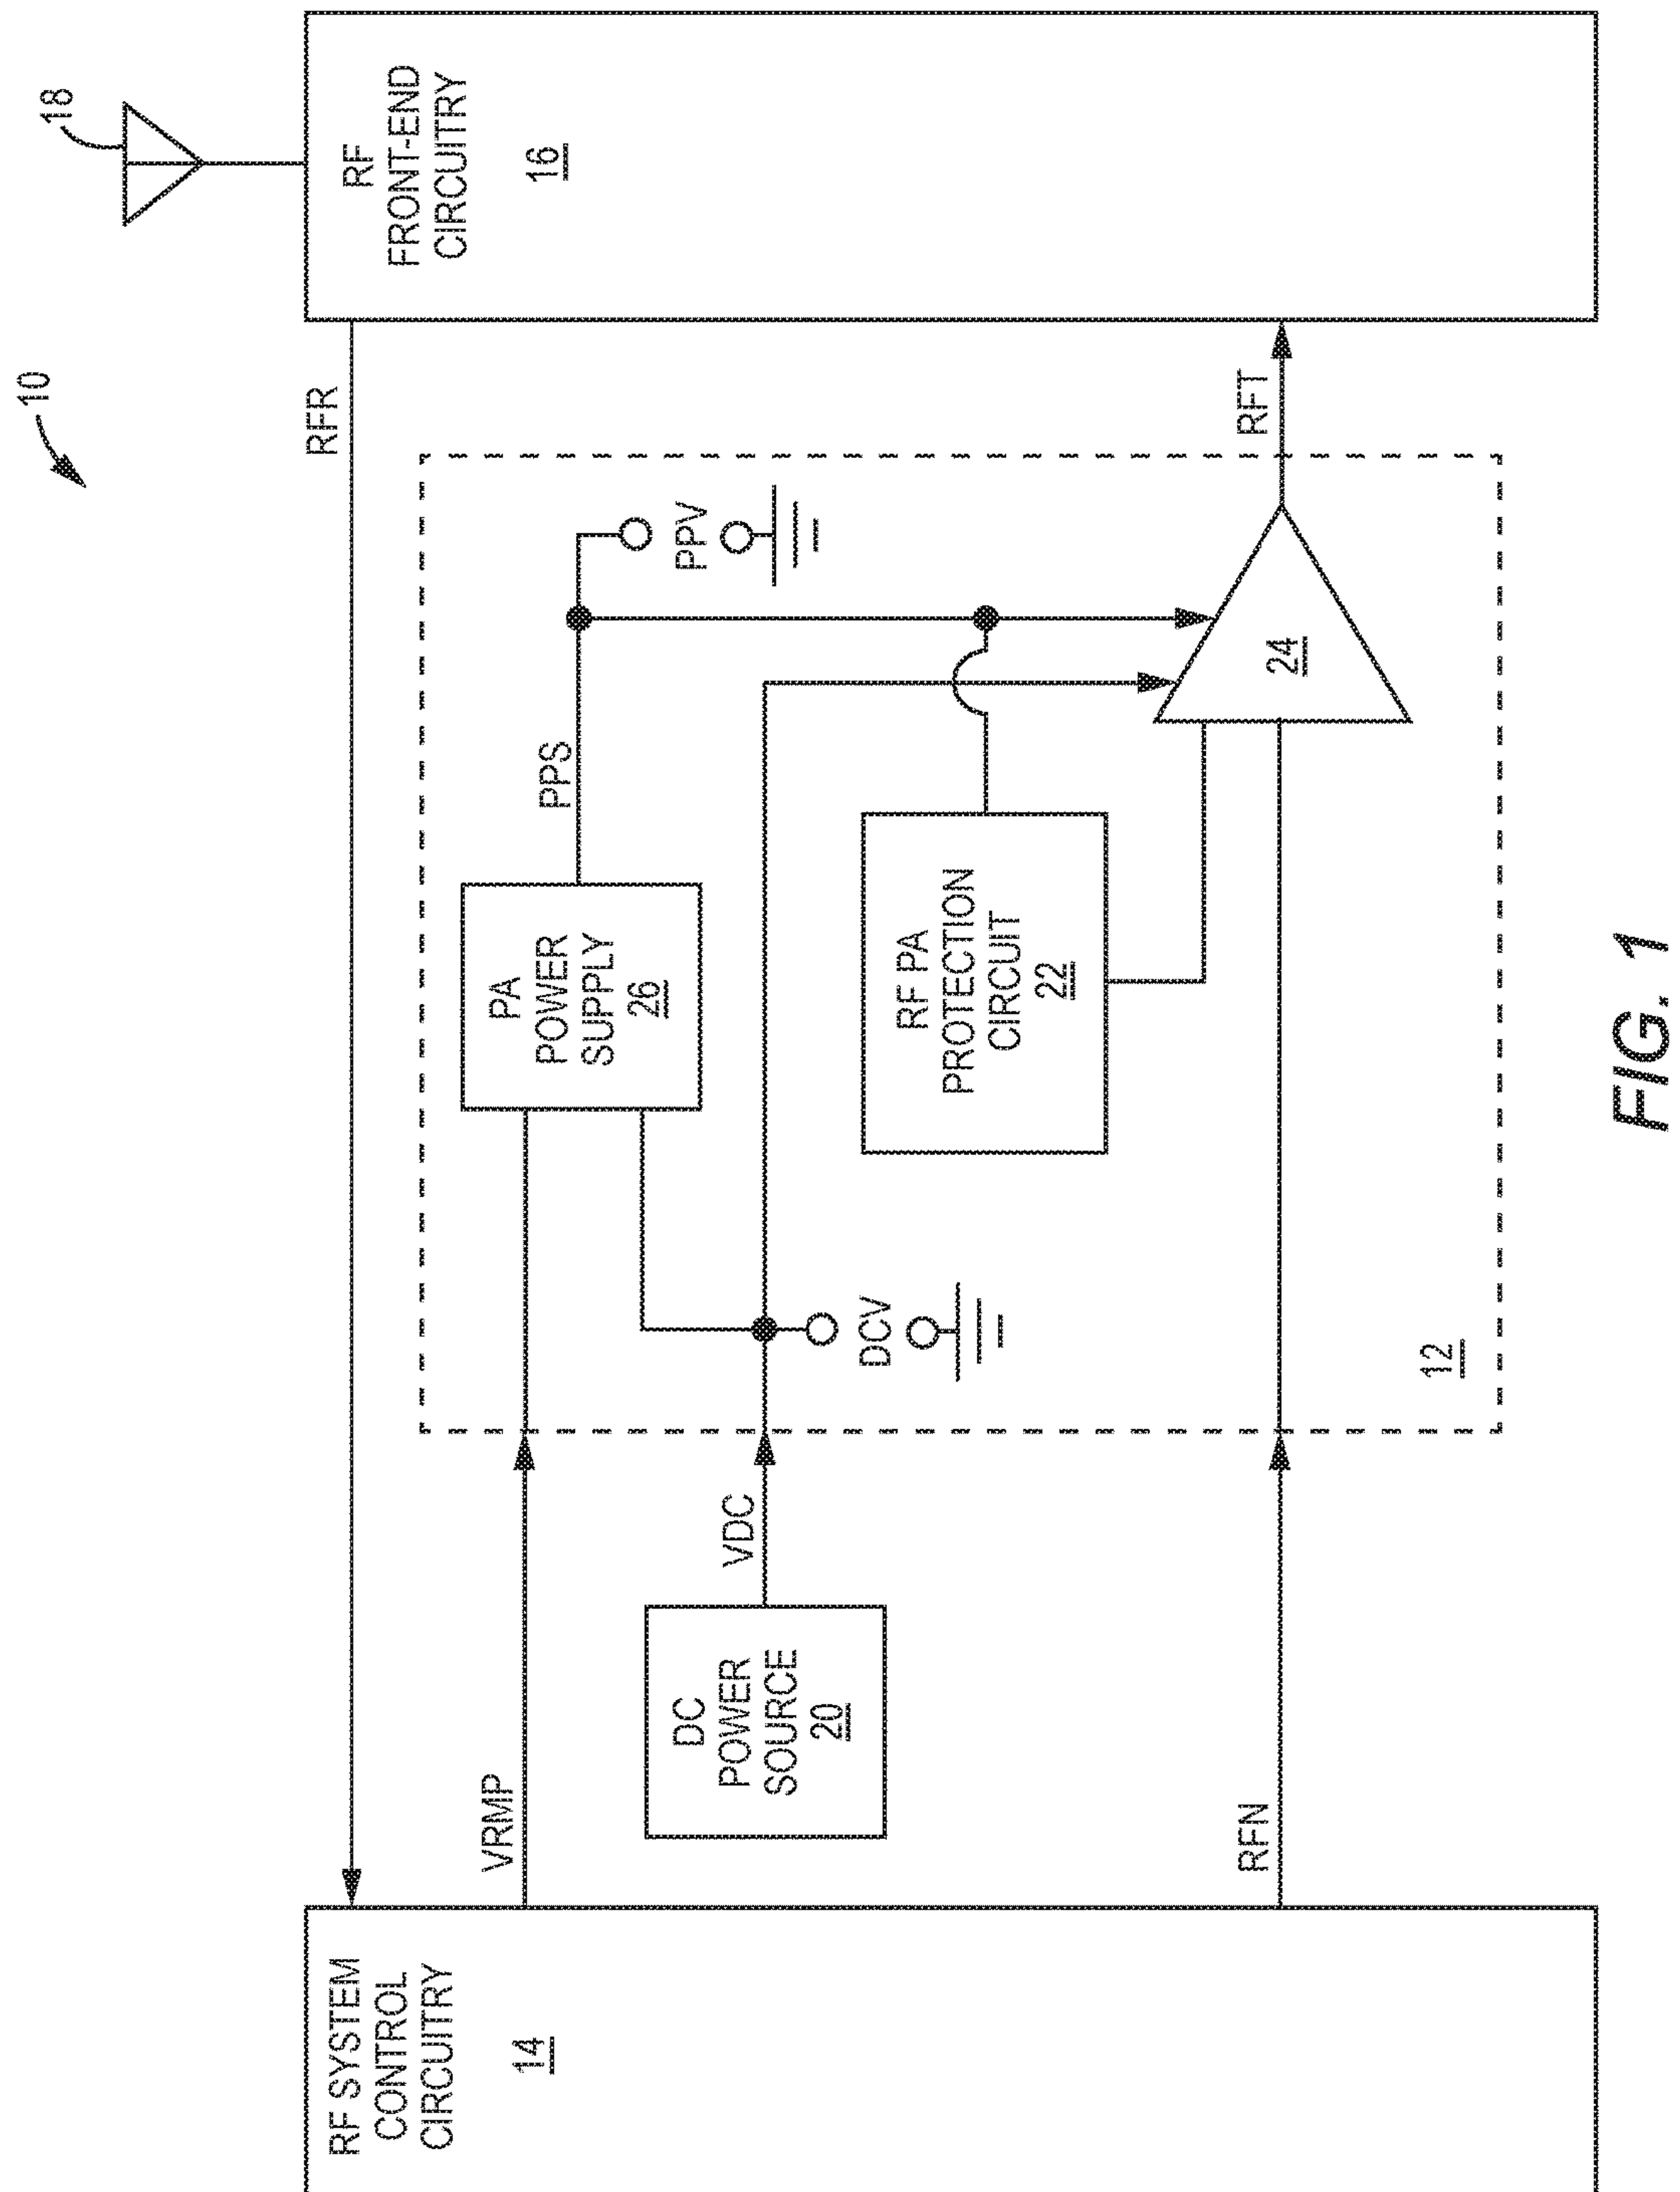 10
18
RFR
RF SYSTEM
CONTROL
CIRCUITRY
14
RF
FRONT-END
CIRCUITRY
16
VRMP
PA
POWER
SUPPLY
26
PPS
PPV
DC
POWER
SOURCE
20
VDC
DCV
RF PA
PROTECTION
CIRCUIT
22
RFN
24
RFT
12
FIG. 1